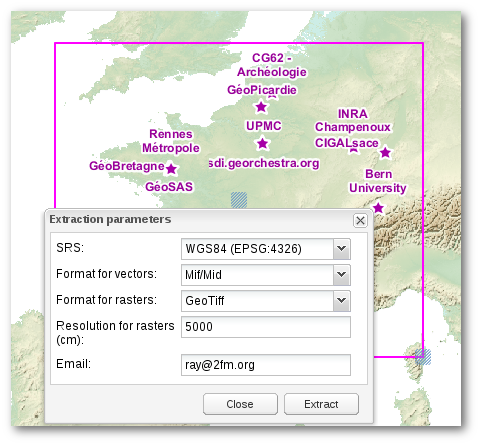 CG62 -
Archéologie
GéoPicardie
INRA
Champenoux
UPMC
Rennes
Métropole
CIGALsace
GéoBretagne
sdi.georchestra.org
Bern
University
GéoSAS
Extraction parameters
SRS: WGS84 (EPSG:4326)
Format for vectors: Mif/Mid
Format for rasters: GeoTiff
Resolution for rasters (cm): 5000
Email: ray@2fm.org
Close Extract